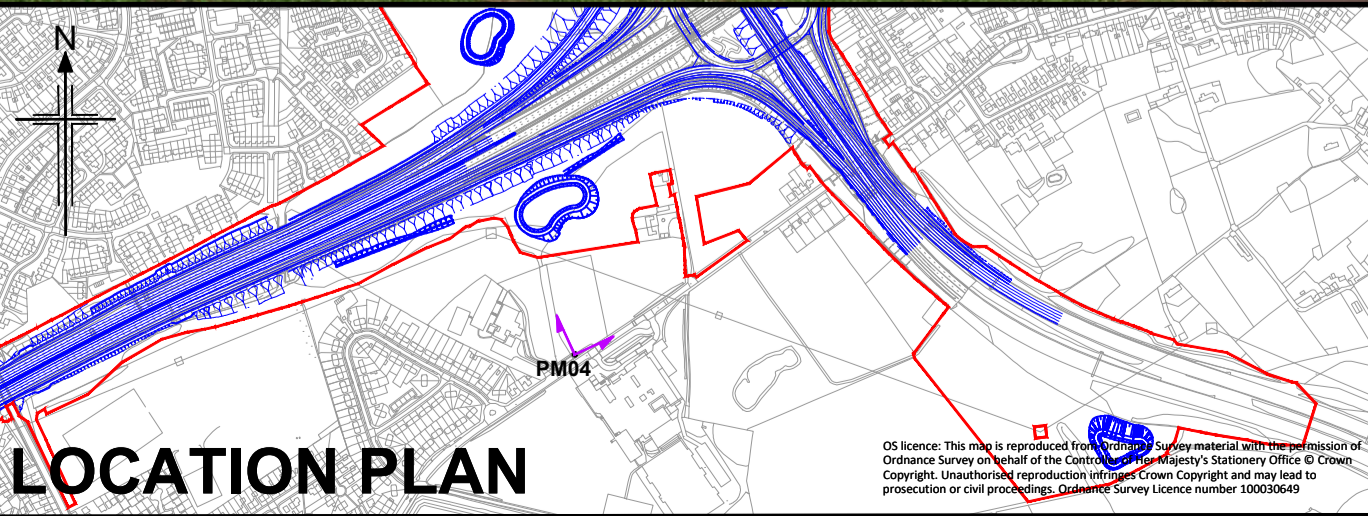 N
PM04
LOCATION PLAN
OS licence: This map is reproduced from Ordnance Survey material with the permission of
Ordnance Survey on behalf of the Controller of Her Majesty's Stationery Office © Crown
Copyright. Unauthorised reproduction infringes Crown Copyright and may lead to
prosecution or civil proceedings. Ordnance Survey Licence number 100030649